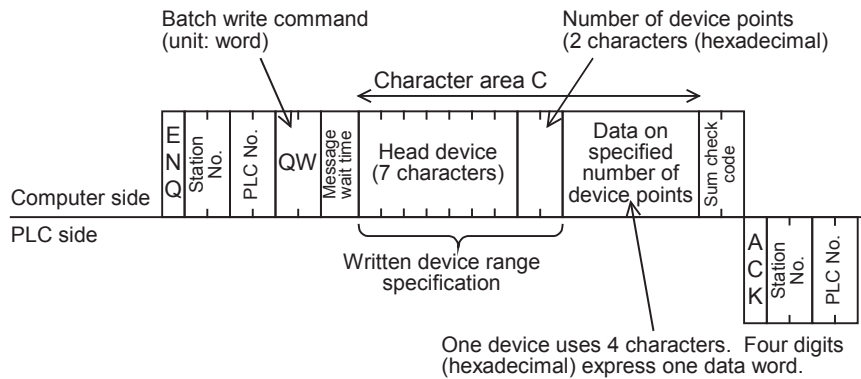 Batch write command
(unit: word)
Number of device points
(2 characters (hexadecimal)
Character area C
E
N
Q
Station
No.
PLC No.
QW
Message
wait time
Head device
(7 characters)
Data on
specified
number of
device points
Sum check
code
Computer side
PLC side
Written device range
specification
A
C
K
Station
No.
PLC No.
One device uses 4 characters. Four digits
(hexadecimal) express one data word.